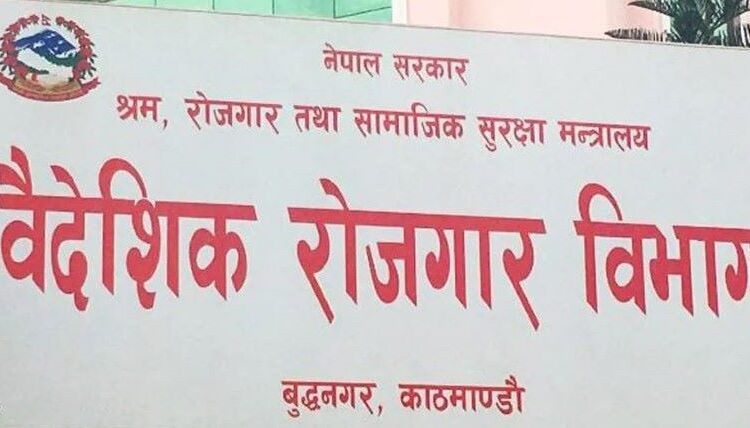 नेपाल सरकार
श्रम, रोजगार तथा सामाजिक सुरक्षा मन्त्रालय
वैदेशिक रोजगार विभाग
बुद्धनगर, काठमाण्डौ